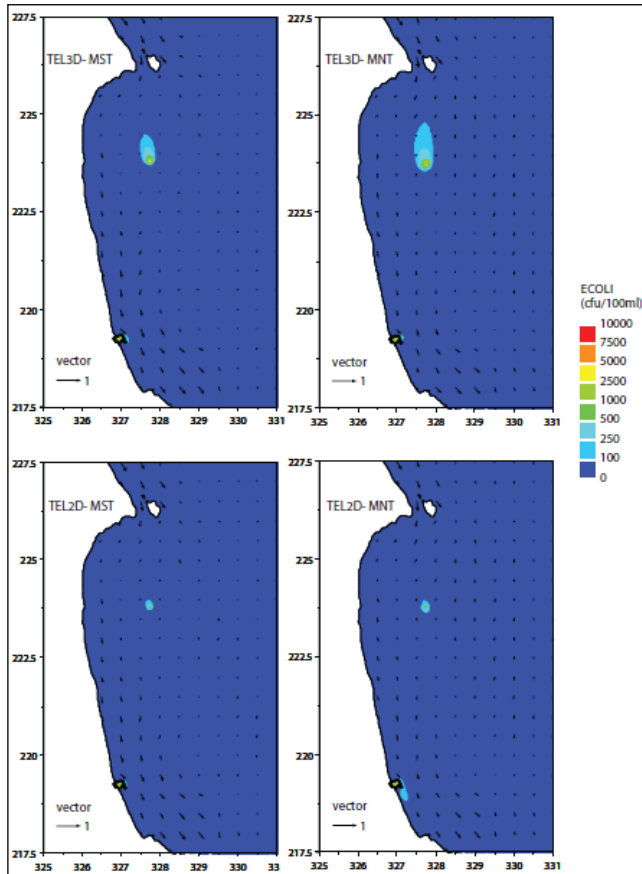 227.5
TEL3D- MST
225
222.5
220
vector
1
217.5
325 326 327 328 329 330 331
227.5
TEL3D- MNT
225
222.5
220
vector
1
217.5
325 326 327 328 329 330 331
ECOLI
(cfu/100ml)
10000
7500
5000
2500
1000
500
250
100
0
227.5
TEL2D- MST
225
222.5
220
vector
1
217.5
325 326 327 328 329 330 331
227.5
TEL2D- MNT
225
222.5
220
vector
1
217.5
325 326 327 328 329 330 331